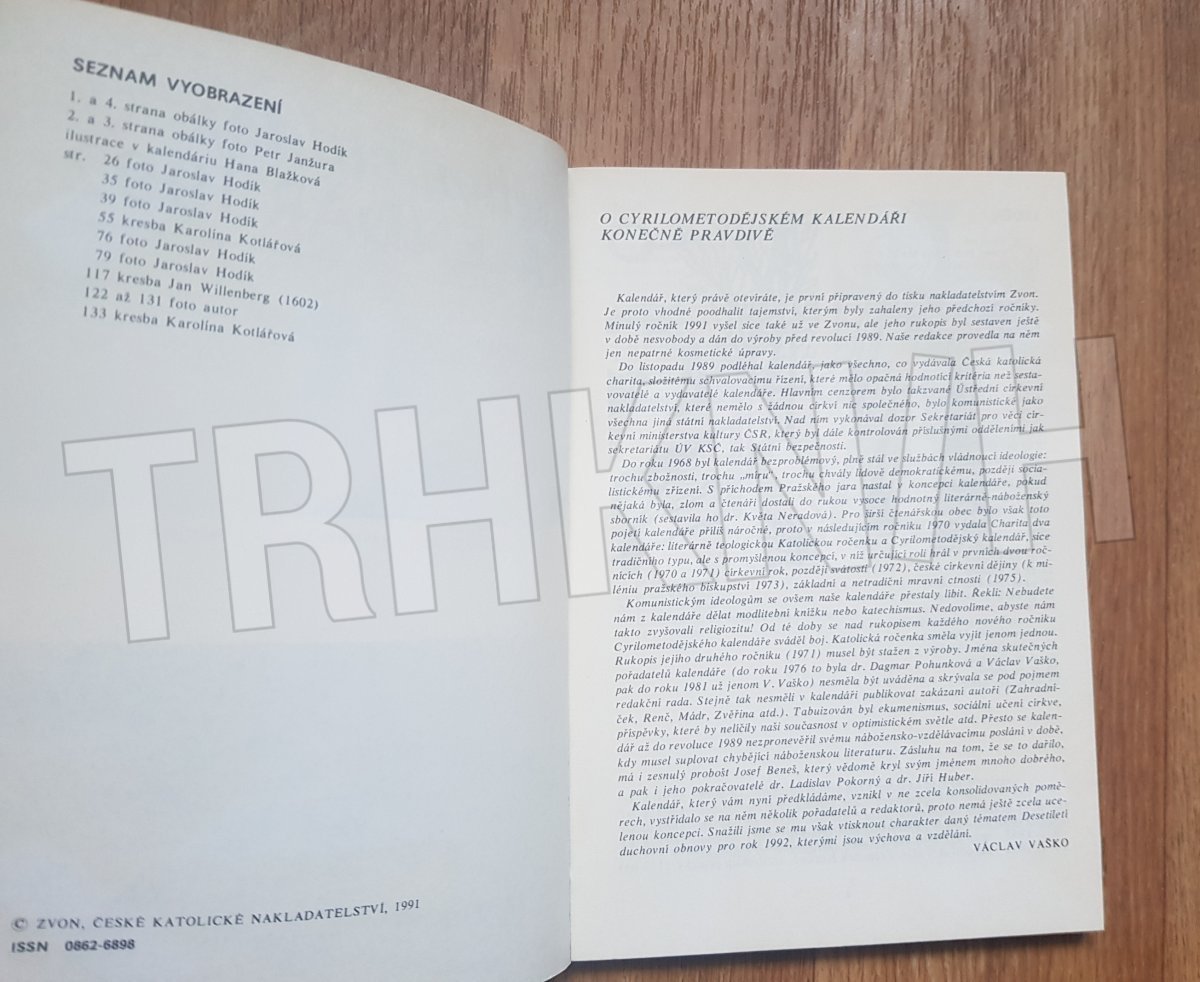 SEZNAM VYOBRAZENÍ
1. a 4. strana obálky foto Jaroslav Hodík
2. a 3. strana obálky foto Petr Janžura
ilustrace v kalendáriu Hana Blažková
str. 26 foto Jaroslav Hodík
35 foto Jaroslav Hodík
39 foto Jaroslav Hodík
55 kresba Karolína Kotlářová
76 foto Jaroslav Hodík
79 foto Jaroslav Hodík
117 kresba Jan Willenberg (1602)
122 až 131 foto autor
133 kresba Karolína Kotlářová
© ZVON, ČESKÉ KATOLICKÉ NAKLADATELSTVÍ, 1991
ISSN 0862-6898
O CYRILOMETODĚJSKÉM KALENDÁŘI
KONEČNĚ PRAVDIVĚ
Kalendář, který právě otevíráte, je první připravený do tisku nakladatelstvím Zvon.
Je proto vhodné poodhalit tajemství, kterým byly zahaleny jeho předchozí ročníky.
Minulý ročník 1991 vyšel sice také už ve Zvonu, ale jeho rukopis byl sestaven ještě
v době nesvobody a dán do výroby před revolucí 1989. Naše redakce provedla na něm
jen nepatrné kosmetické úpravy.
Do listopadu 1989 podléhal kalendář, jako všechno, co vydávala Česká katolická
charita, složitému schvalovacímu řízení, které mělo opačná hodnotící kritéria než sesta-
vovatelé a vydavatelé kalendáře. Hlavním cenzorem bylo takzvané Ústřední církevní
nakladatelství, které nemělo s žádnou církví nic společného, bylo komunistické jako
všechna jiná státní nakladatelství. Nad ním vykonával dozor Sekretariát pro věci cír-
kevní ministerstva kultury ČSR, který byl dále kontrolován příslušnými odděleními jak
sekretariátu ÚV KSČ, tak Státní bezpečnosti.
Do roku 1968 byl kalendář bezproblémový, plně stál ve službách vládnoucí ideologie:
trochu zbožnosti, trochu „míru", trochu chvály lidově demokratickému, později socia-
listickému zřízení. S příchodem Pražského jara nastal v koncepci kalendáře, pokud
nějaká byla, zlom a čtenáři dostali do rukou vysoce hodnotný literárně-náboženský
sborník (sestavila ho dr. Květa Neradová). Pro širší čtenářskou obec bylo však toto
pojetí kalendáře příliš náročné, proto v následujícím ročníku 1970 vydala Charita dva
kalendáře: literárně teologickou Katolickou ročenku a Cyrilometodějský kalendář, sice
tradičního typu, ale s promyšlenou koncepcí, v níž určující roli hrál v prvních dvou roč-
nících (1970 a 1971) církevní rok, později svátosti (1972), české církevní dějiny (k mi-
léniu pražského biskupství 1973), základní a netradiční mravní ctnosti (1975).
Komunistickým ideologům se ovšem naše kalendáře přestaly líbit. Řekli: Nebudete
nám z kalendáře dělat modlitební knížku nebo katechismus. Nedovolíme, abyste nám
takto zvyšovali religiozitu! Od té doby se nad rukopisem každého nového ročníku
Cyrilometodějského kalendáře sváděl boj. Katolická ročenka směla vyjít jenom jednou.
Rukopis jejího druhého ročníku (1971) musel být stažen z výroby. Jména skutečných
pořadatelů kalendáře (do roku 1976 to byla dr. Dagmar Pohunková a Václav Vaško,
pak do roku 1981 už jenom V. Vaško) nesměla být uváděna a skrývala se pod pojmem
redakční rada. Stejně tak nesměli v kalendáři publikovat zakázaní autoři (Zahradní-
ček, Renč, Mádr, Zvěřina atd.). Tabuizován byl ekumenismus, sociální učení církve,
příspěvky, které by nelíčily naši současnost v optimistickém světle atd. Přesto se kalen-
dář až do revoluce 1989 nezpronevěřil svému nábožensko-vzdělávacímu poslání v době,
kdy musel suplovat chybějící náboženskou literaturu. Zásluhu na tom, že se to dařilo,
má i zesnulý probošt Josef Beneš, který vědomě kryl svým jménem mnoho dobrého,
a pak i jeho pokračovatelé dr. Ladislav Pokorný a dr. Jiří Huber.
Kalendář, který vám nyní předkládáme, vznikl v ne zcela konsolidovaných pomě-
rech, vystřídalo se na něm několik pořadatelů a redaktorů, proto nemá ještě zcela uce-
lenou koncepci. Snažili jsme se mu však vtisknout charakter daný tématem Desetiletí
duchovní obnovy pro rok 1992, kterými jsou výchova a vzdělání.
VÁCLAV VAŠKO
TRHKNIH